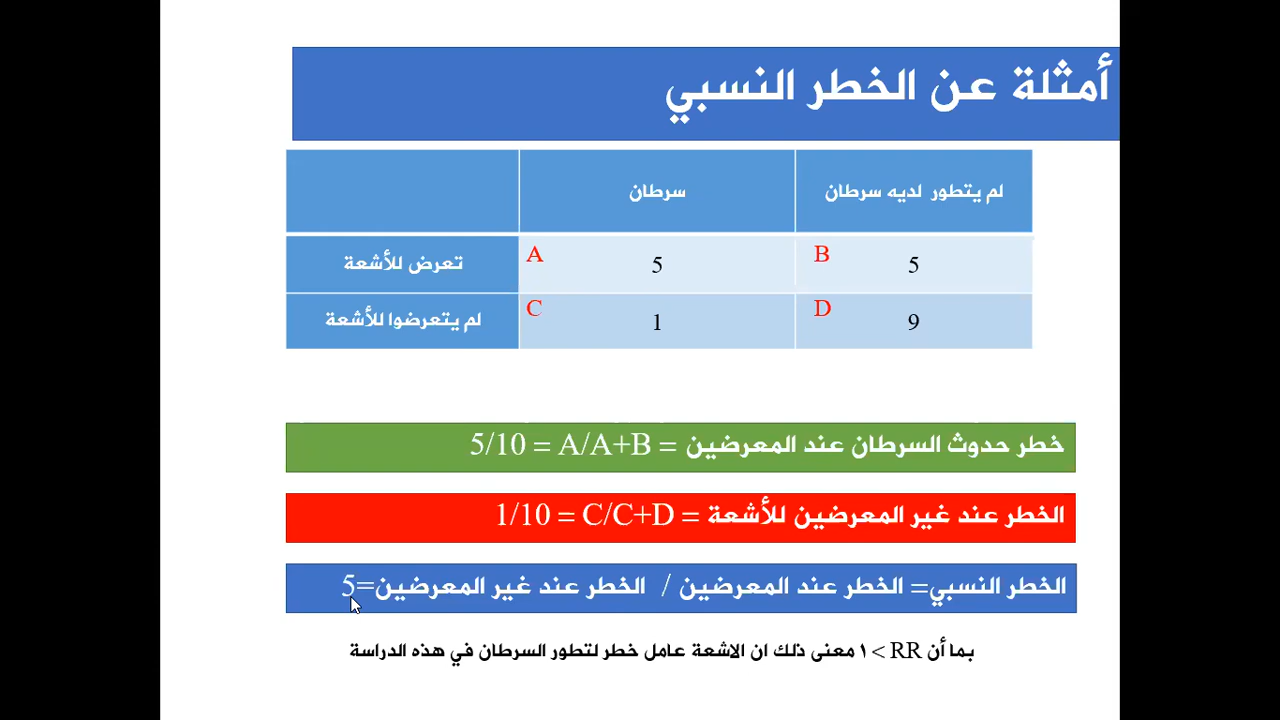 أمثلة عن الخطر النسبي
سرطان
لم يتطور لديه سرطان
تعرض للأشعة
A
5
B
5
لم يتعرضوا للأشعة
C
1
D
9
خطر حدوث السرطان عند المعرضين = A/A+B = 5/10
الخطر عند غير المعرضين للأشعة = C/C+D = 1/10
الخطر النسبي= الخطر عند المعرضين / الخطر عند غير المعرضين=5
بما أن RR > ١ معنى ذلك ان الاشعة عامل خطر لتطور السرطان في هذه الدراسة